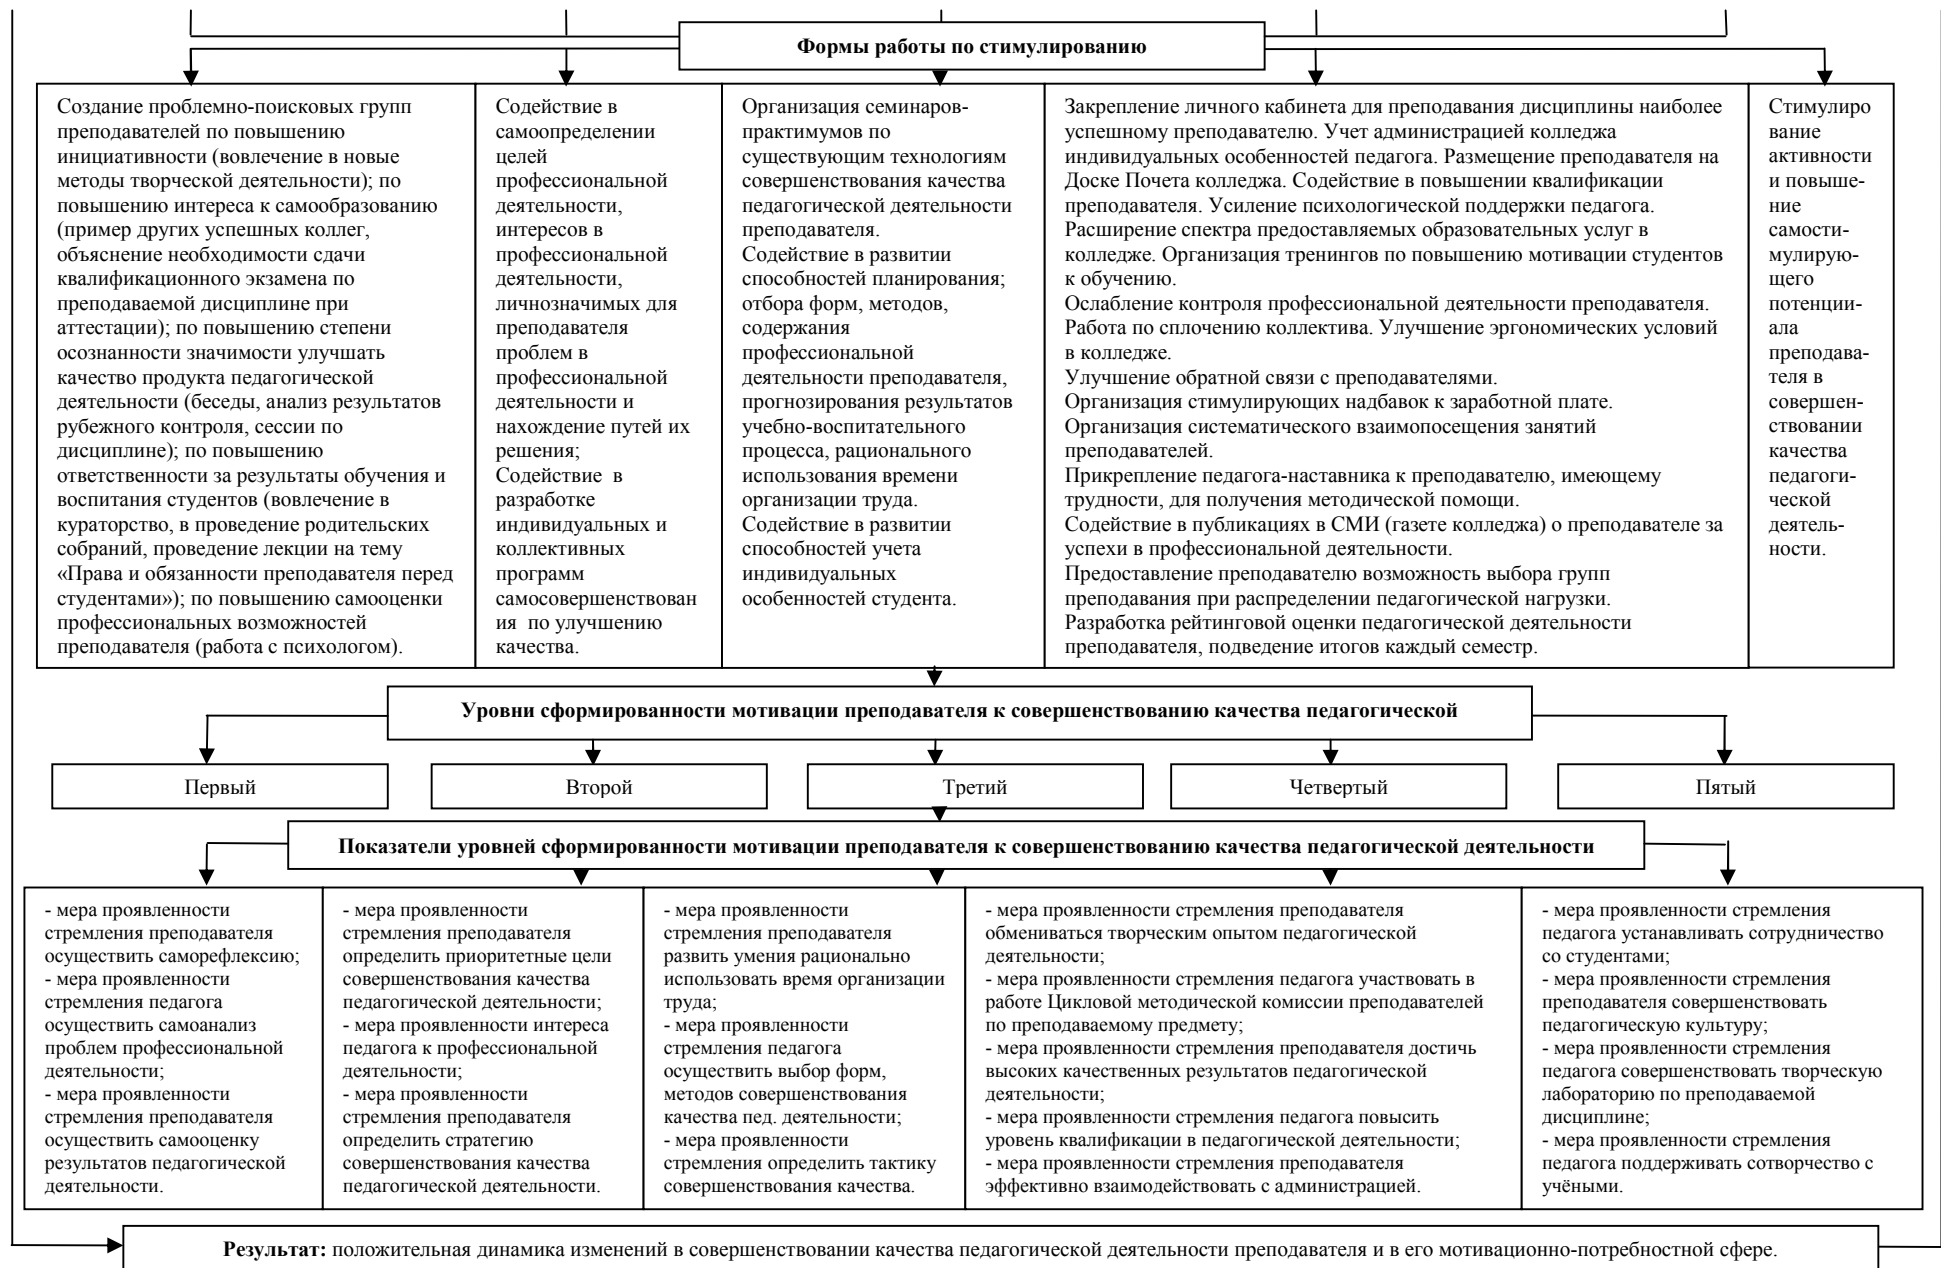 Формы работы по стимулированию
Создание проблемно-поисковых групп
преподавателей по повышению
инициативности (вовлечение в новые
методы творческой деятельности); по
повышению интереса к самообразованию
(пример других успешных коллег,
объяснение необходимости сдачи
квалификационного экзамена по
преподаваемой дисциплине при
аттестации); по повышению степени
осознанности значимости улучшать
качество продукта педагогической
деятельности (беседы, анализ результатов
рубежного контроля, сессии по
дисциплине); по повышению
ответственности за результаты обучения и
воспитания студентов (вовлечение в
кураторство, в проведение родительских
собраний, проведение лекции на тему
«Права и обязанности преподавателя перед
студентами»); по повышению самооценки
профессиональных возможностей
преподавателя (работа с психологом).
Содействие в
самоопределении
целей
профессиональной
деятельности,
интересов в
профессиональной
деятельности,
личнозначимых для
преподавателя
проблем в
профессиональной
деятельности и
нахождение путей их
решения;
Содействие в
разработке
индивидуальных и
коллективных
программ
самосовершенствован
ия по улучшению
качества.
Организация семинаров-
практимумов по
существующим технологиям
совершенствования качества
педагогической деятельности
преподавателя.
Содействие в развитии
способностей планирования;
отбора форм, методов,
содержания
профессиональной
деятельности преподавателя,
прогнозирования результатов
учебно-воспитательного
процесса, рационального
использования времени
организации труда.
Содействие в развитии
способностей учета
индивидуальных
особенностей студента.
Закрепление личного кабинета для преподавания дисциплины наиболее
успешному преподавателю. Учет администрацией колледжа
индивидуальных особенностей педагога. Размещение преподавателя на
Доске Почета колледжа. Содействие в повышении квалификации
преподавателя. Усиление психологической поддержки педагога.
Расширение спектра предоставляемых образовательных услуг в
колледже. Организация тренингов по повышению мотивации студентов
к обучению.
Ослабление контроля профессиональной деятельности преподавателя.
Работа по сплочению коллектива. Улучшение эргономических условий
в колледже.
Улучшение обратной связи с преподавателями.
Организация стимулирующих надбавок к заработной плате.
Организация систематического взаимопосещения занятий
преподавателей.
Прикрепление педагога-наставника к преподавателю, имеющему
трудности, для получения методической помощи.
Содействие в публикациях в СМИ (газете колледжа) о преподавателе за
успехи в профессиональной деятельности.
Предоставление преподавателю возможность выбора групп
преподавания при распределении педагогической нагрузки.
Разработка рейтинговой оценки педагогической деятельности
преподавателя, подведение итогов каждый семестр.
Стимулиро
вание
активности
и повыше-
ние
самости-
мулирую-
щего
потенци-
ала
преподава-
теля в
совершен-
ствовании
качества
педагоги-
ческой
деятель-
ности.
Уровни сформированности мотивации преподавателя к совершенствованию качества педагогической
Первый
Второй
Третий
Четвертый
Пятый
Показатели уровней сформированности мотивации преподавателя к совершенствованию качества педагогической деятельности
- мера проявленности
стремления преподавателя
осуществить саморефлексию;
- мера проявленности
стремления педагога
осуществить самоанализ
проблем профессиональной
деятельности;
- мера проявленности
стремления преподавателя
осуществить самооценку
результатов педагогической
деятельности.
- мера проявленности
стремления преподавателя
определить приоритетные цели
совершенствования качества
педагогической деятельности;
- мера проявленности интереса
педагога к профессиональной
деятельности;
- мера проявленности
стремления преподавателя
определить стратегию
совершенствования качества
педагогической деятельности.
- мера проявленности
стремления преподавателя
развить умения рационально
использовать время организации
труда;
- мера проявленности
стремления педагога
осуществить выбор форм,
методов совершенствования
качества пед. деятельности;
- мера проявленности
стремления определить тактику
совершенствования качества.
- мера проявленности стремления преподавателя
обмениваться творческим опытом педагогической
деятельности;
- мера проявленности стремления педагога участвовать в
работе Цикловой методической комиссии преподавателей
по преподаваемому предмету;
- мера проявленности стремления преподавателя достичь
высоких качественных результатов педагогической
деятельности;
- мера проявленности стремления педагога повысить
уровень квалификации в педагогической деятельности;
- мера проявленности стремления преподавателя
эффективно взаимодействовать с администрацией.
- мера проявленности стремления
педагога устанавливать сотрудничество
со студентами;
- мера проявленности стремления
преподавателя совершенствовать
педагогическую культуру;
- мера проявленности стремления
педагога совершенствовать творческую
лабораторию по преподаваемой
дисциплине;
- мера проявленности стремления
педагога поддерживать сотворчество с
учёными.
Результат: положительная динамика изменений в совершенствовании качества педагогической деятельности преподавателя и в его мотивационно-потребностной сфере.